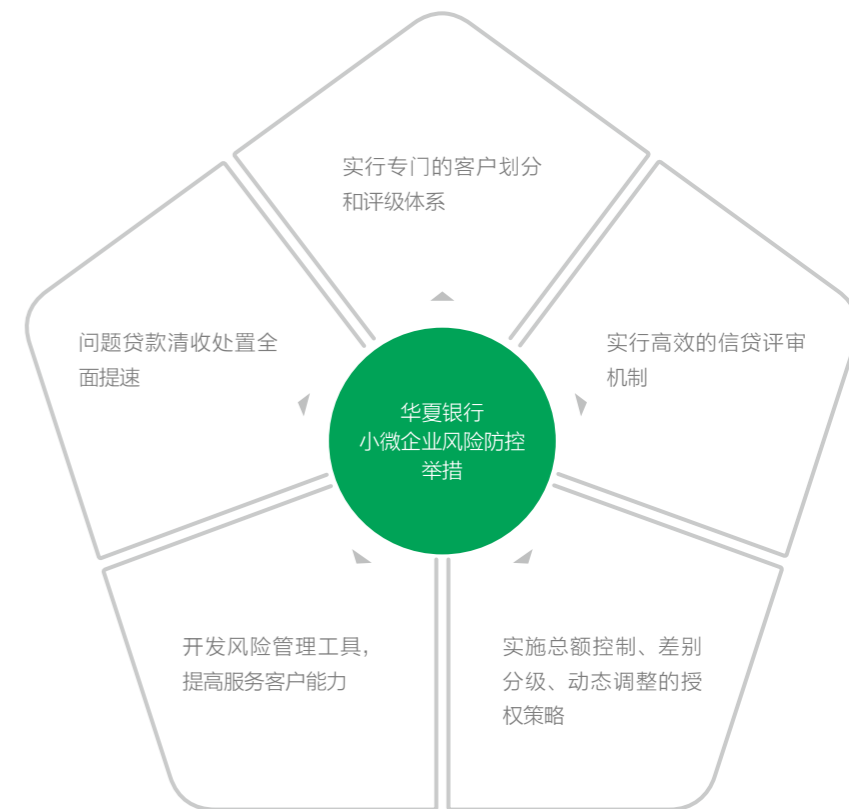 实行专门的客户划分
和评级体系
问题贷款清收处置全
面提速
实行高效的信贷评审
机制
华夏银行
小微企业风险防控
举措
开发风险管理工具，
提高服务客户能力
实施总额控制、差别
分级、动态调整的授
权策略